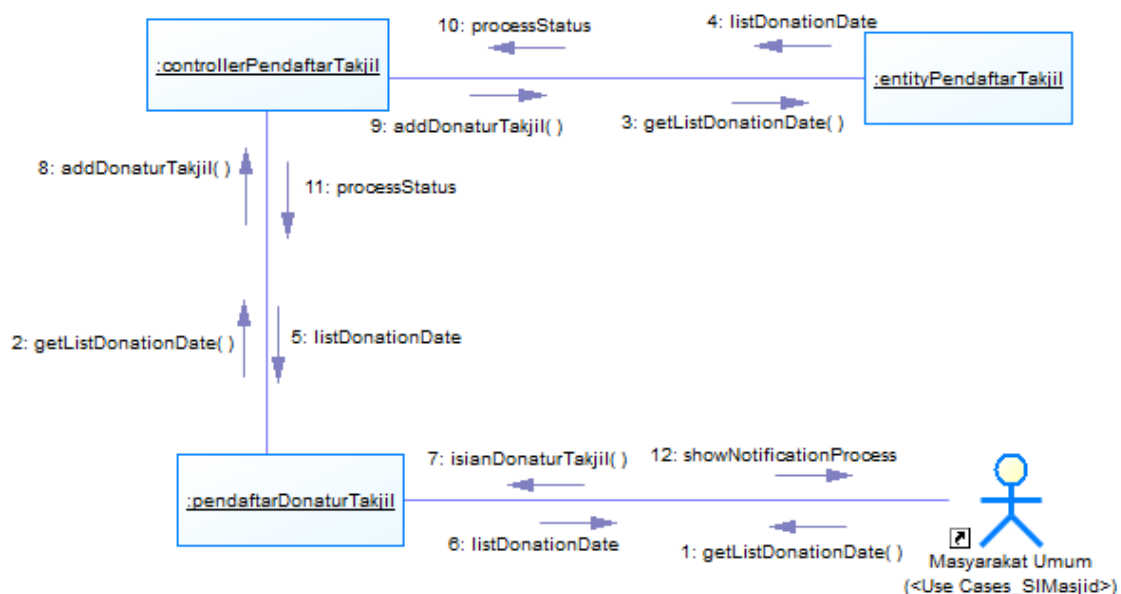 10: processStatus
4: listDonationDate
:controllerPendaftarTakjil
:entityPendaftarTakjil
9: addDonaturTakjil( )
3: getListDonationDate( )
8: addDonaturTakjil( )
11: processStatus
2: getListDonationDate( )
5: listDonationDate
7: isianDonaturTakjil( )
12: showNotificationProcess
:pendaftarDonaturTakjil
6: listDonationDate
1: getListDonationDate( )
Masyarakat Umum
(<Use Cases_SIMasjid>)